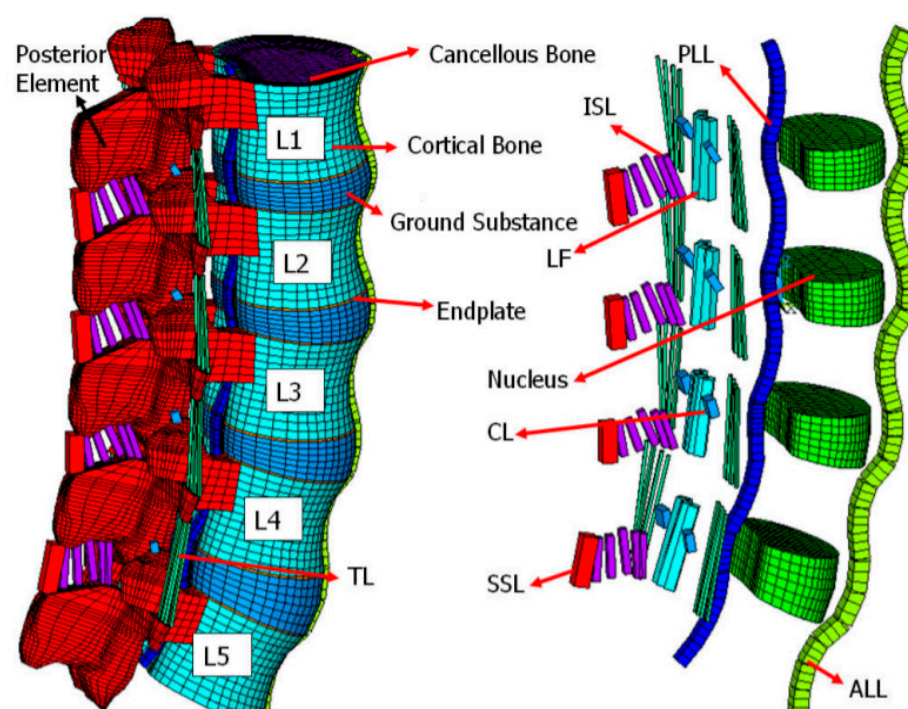 Posterior
Element
Cancellous Bone
L1
Cortical Bone
Ground Substance
L2
Endplate
L3
L4
TL
L5
PLL
ISL
LF
Nucleus
CL
SSL
ALL